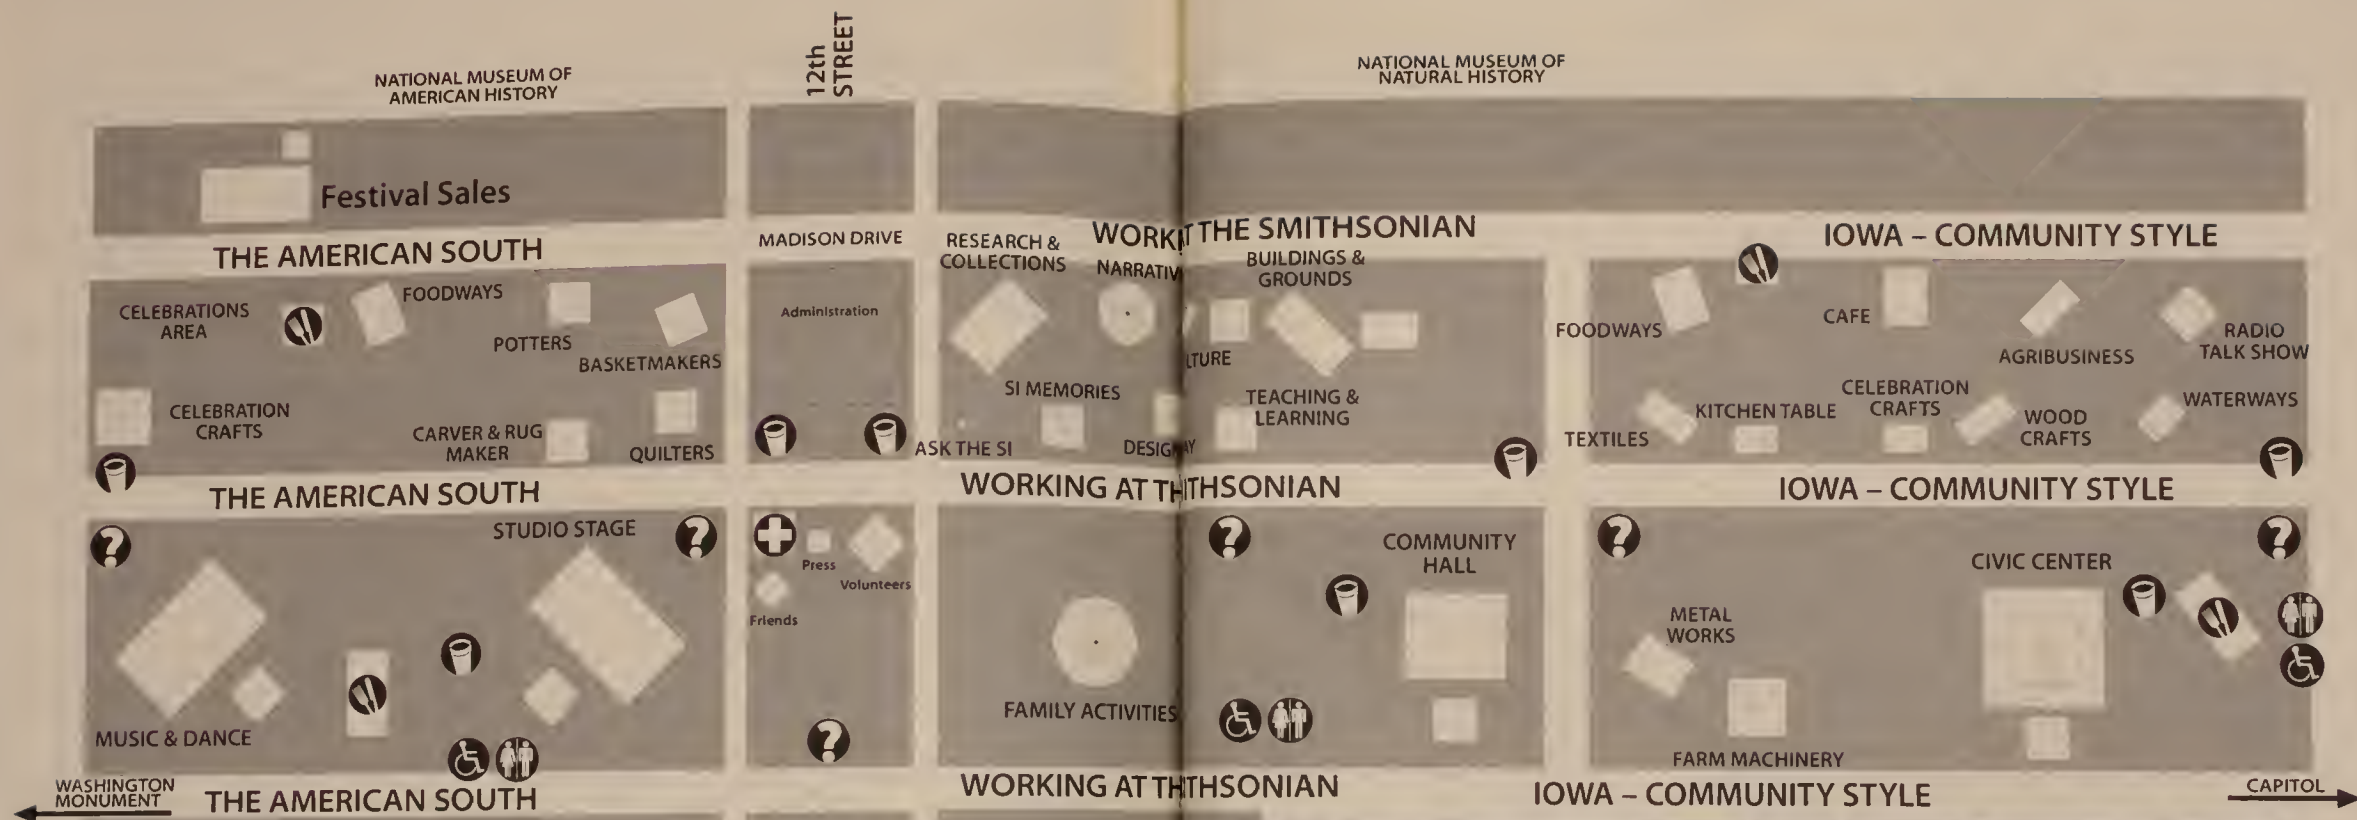 12th
STREET
NATIONAL MUSEUM OF
AMERICAN HISTORY
NATIONAL MUSEUM OF
NATURAL HISTORY
Festival Sales
THE AMERICAN SOUTH
MADISON DRIVE
THE SMITHSONIAN
IOWA – COMMUNITY STYLE
CELEBRATIONS
AREA
FOODWAYS
POTTERS
BASKETMAKERS
CELEBRATION
CRAFTS
CARVER & RUG
MAKER
QUILTERS
Administration
RESEARCH &
COLLECTIONS
BUILDINGS &
GROUNDS
SI MEMORIES
TEACHING &
LEARNING
ASK THE SI
FOODWAYS
CAFE
AGRIBUSINESS
RADIO
TALK SHOW
TEXTILES
KITCHEN TABLE
CELEBRATION
CRAFTS
WOOD
CRAFTS
WATERWAYS
THE AMERICAN SOUTH
WORKING AT
IOWA – COMMUNITY STYLE
STUDIO STAGE
MUSIC & DANCE
Press
Volunteers
Friends
FAMILY ACTIVITIES
COMMUNITY
HALL
METAL
WORKS
FARM MACHINERY
CIVIC CENTER
WASHINGTON
MONUMENT
THE AMERICAN SOUTH
WORKING AT
IOWA – COMMUNITY STYLE
CAPITOL